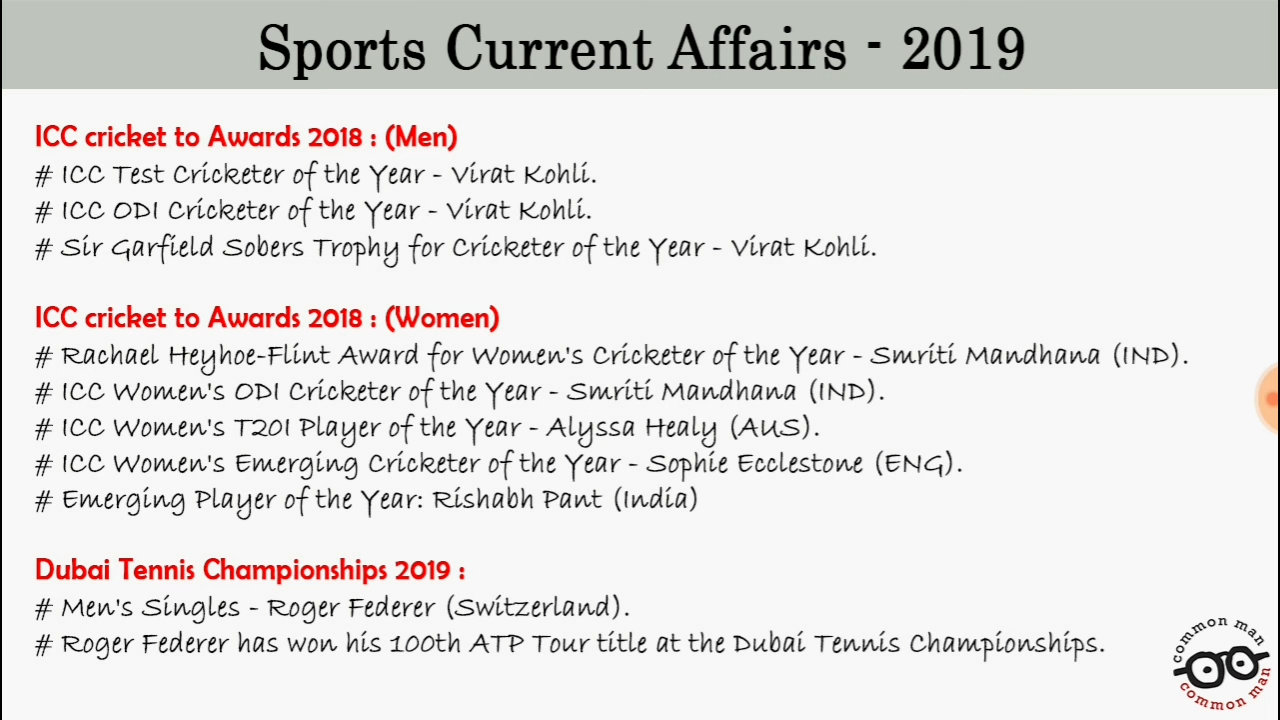 Sports Current Affairs - 2019
ICC cricket to Awards 2018 : (Men)
# ICC Test Cricketer of the Year - Virat Kohli.
# ICC ODI Cricketer of the Year - Virat Kohli.
# Sir Garfield Sobers Trophy for Cricketer of the Year - Virat Kohli.
ICC cricket to Awards 2018 : (Women)
# Rachael Heyhoe-Flint Award for Women's Cricketer of the Year - Smriti Mandhana (IND).
# ICC Women's ODI Cricketer of the Year - Smriti Mandhana (IND).
# ICC Women's T20I Player of the Year - Alyssa Healy (AUS).
# ICC Women's Emerging Cricketer of the Year - Sophie Ecclestone (ENG).
# Emerging Player of the Year: Rishabh Pant (India)
Dubai Tennis Championships 2019 :
# Men's Singles - Roger Federer (Switzerland).
# Roger Federer has won his 100th ATP Tour title at the Dubai Tennis Championships.
common man
common man